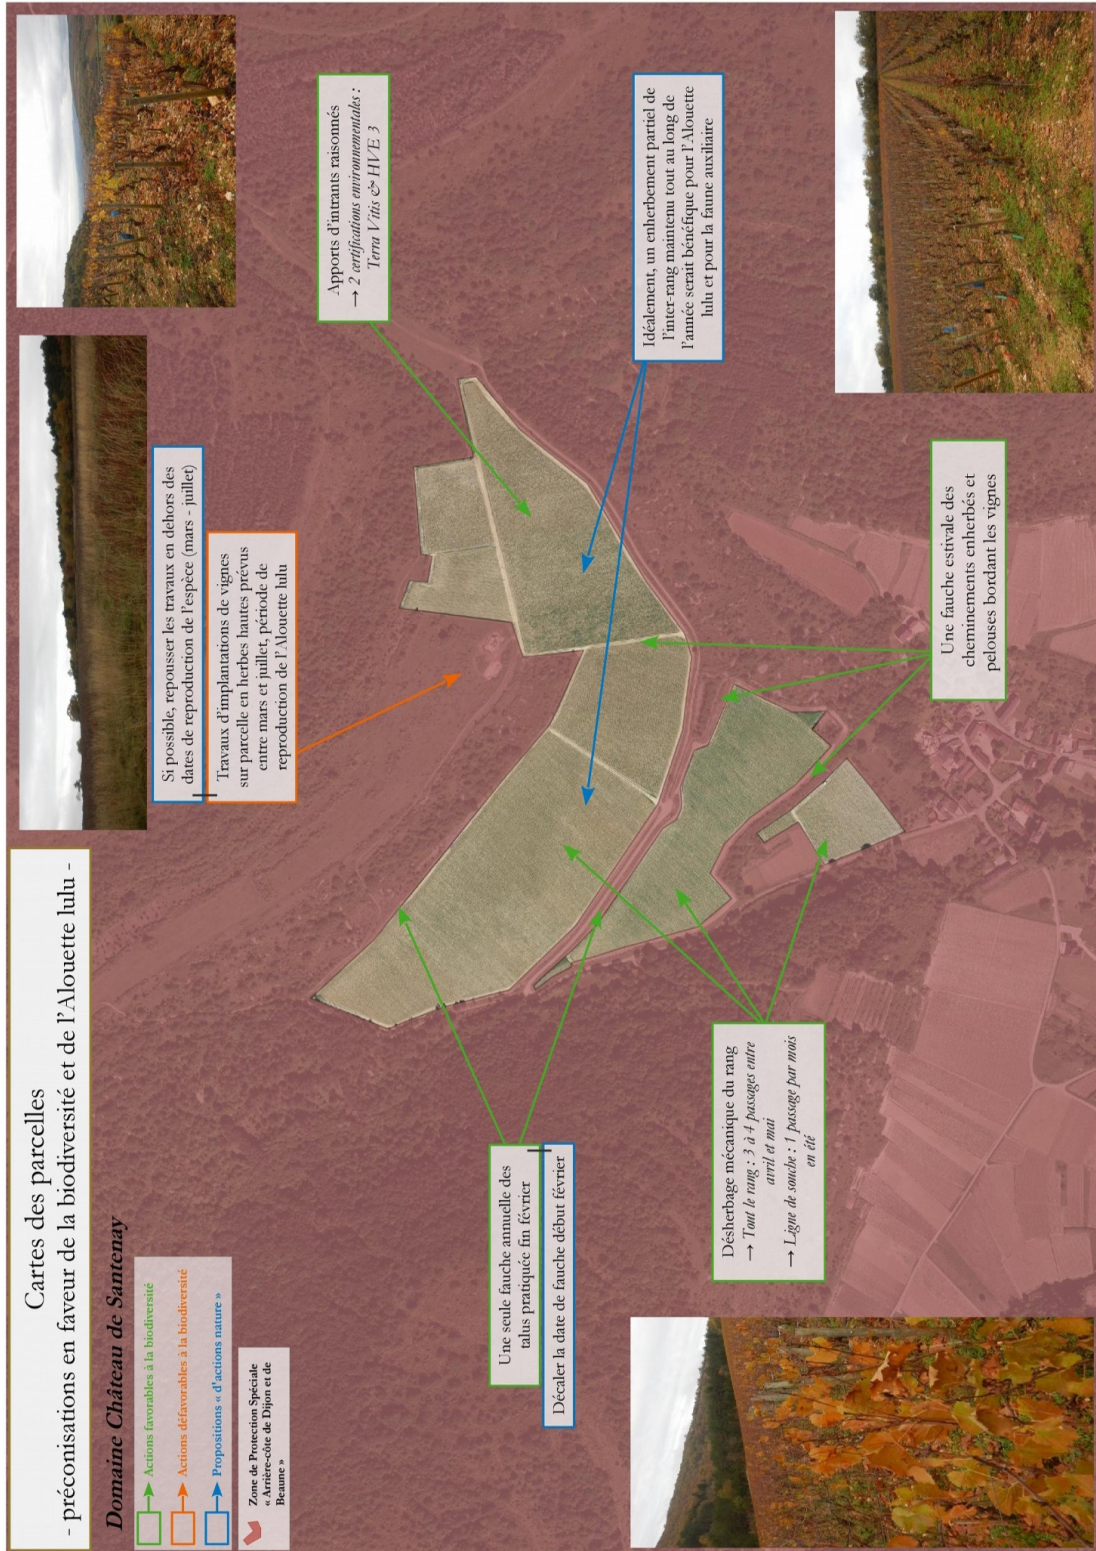 Cartes des parcelles
- préconisations en faveur de la biodiversité et de l'Alouette lulu -
Domaine Château de Santenay
Actions favorables à la biodiversité
Actions défavorables à la biodiversité
Propositions « d'actions nature »
Zone de Protection Spéciale
« Arrière-côte de Dijon et de
Beaune »
Si possible, repousser les travaux en dehors des
dates de reproduction de l'espèce (mars - juillet)
Travaux d'implantations de vignes
sur parcelle en herbes hautes prévus
entre mars et juillet, période de
reproduction de l'Alouette lulu
Apports d'intrants raisonnés
→ 2 certifications environnementales :
Terra Vitis & HVE 3
Idéalement, un enherbement partiel de
l'inter-rang maintenu tout au long de
l'année serait bénéfique pour l'Alouette
lulu et pour la faune auxiliaire
Une seule fauche annuelle des
talus pratiquée fin février
Décaler la date de fauche début février
Désherbage mécanique du rang
→ Tout le rang : 3 à 4 passages entre
avril et mai
→ Ligne de souche : 1 passage par mois
en été
Une fauche estivale des
cheminements enherbés et
pelouses bordant les vignes